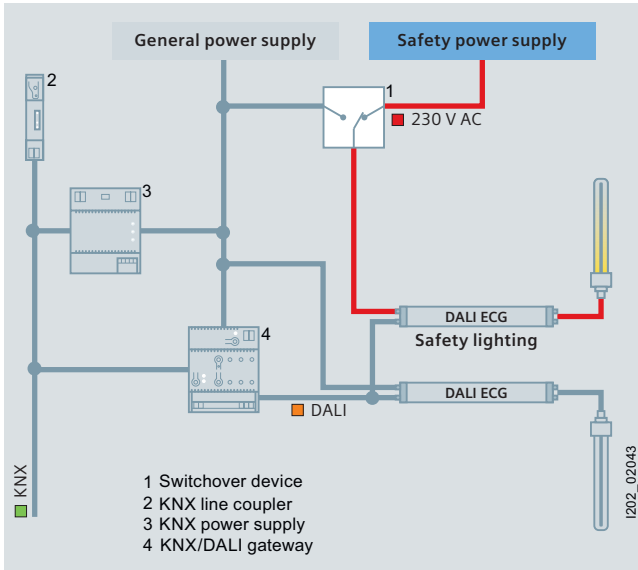 General power supply
Safety power supply
2
1
230 V AC
3
4
DALI ECG
Safety lighting
DALI ECG
DALI
KNX
1 Switchover device
2 KNX line coupler
3 KNX power supply
4 KNX/DALI gateway
I202_02043